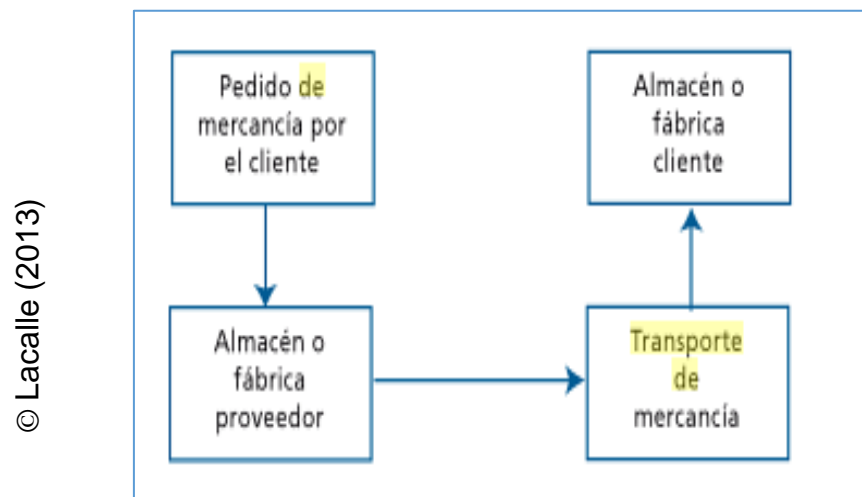 © Lacalle (2013)
Pedido de
mercancía por
el cliente
Almacén o
fábrica
cliente
Almacén o
fábrica
proveedor
Transporte
de
mercancía